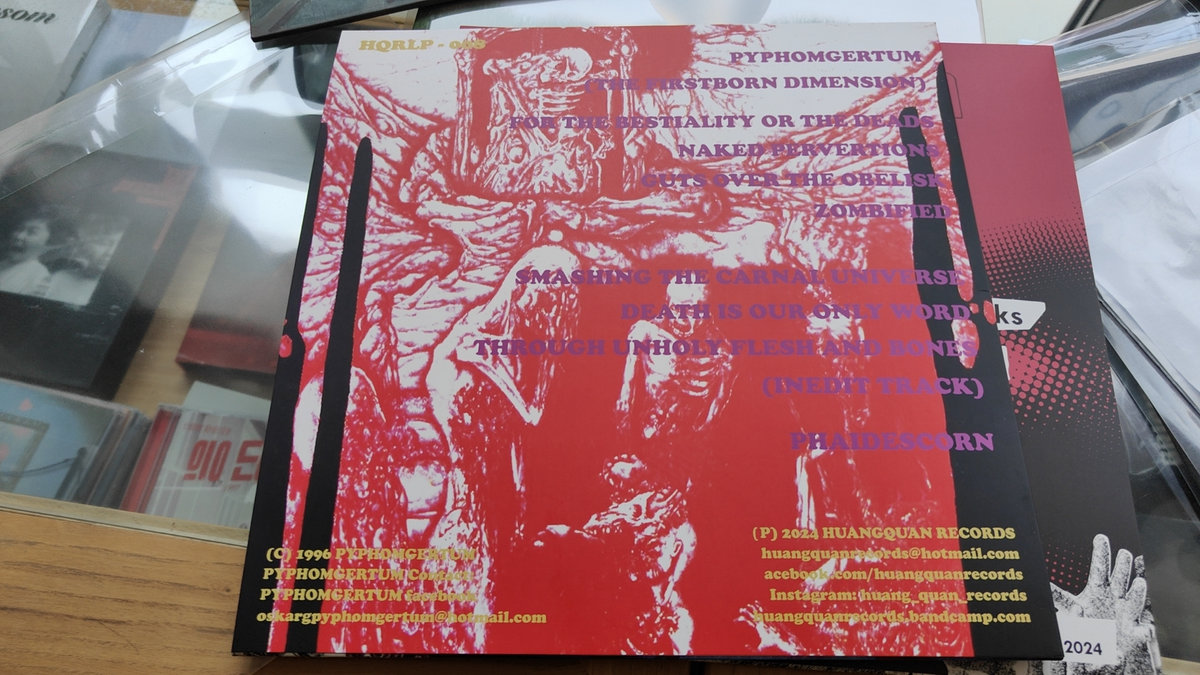 som
HQRLP - 008
PYPHOMGERTUM
(THE FIRSTBORN DIMENSION)
FOR THE BESTIALITY OR THE DEADS
NAKED PERVERTIONS
GUTS OVER THE OBELISK
ZOMBIFIED
SMASHING THE CARNAL UNIVERSE
DEATH IS OUR ONLY WORD
THROUGH UNHOLY FLESH AND BONES
(INEDIT TRACK)
PHAIDESCORN
ks
(C) 1996 PYPHOMGERTUM
PYPHOMGERTUM Contact
PYPHOMGERTUM facebook
oskargpyphomgertum@hotmail.com
(P) 2024 HUANGQUAN RECORDS
huangquanrecords@hotmail.com
acebook.com/huangquanrecords
Instagram: huang_quan_records
huangquanrecords.bandcamp.com
2024